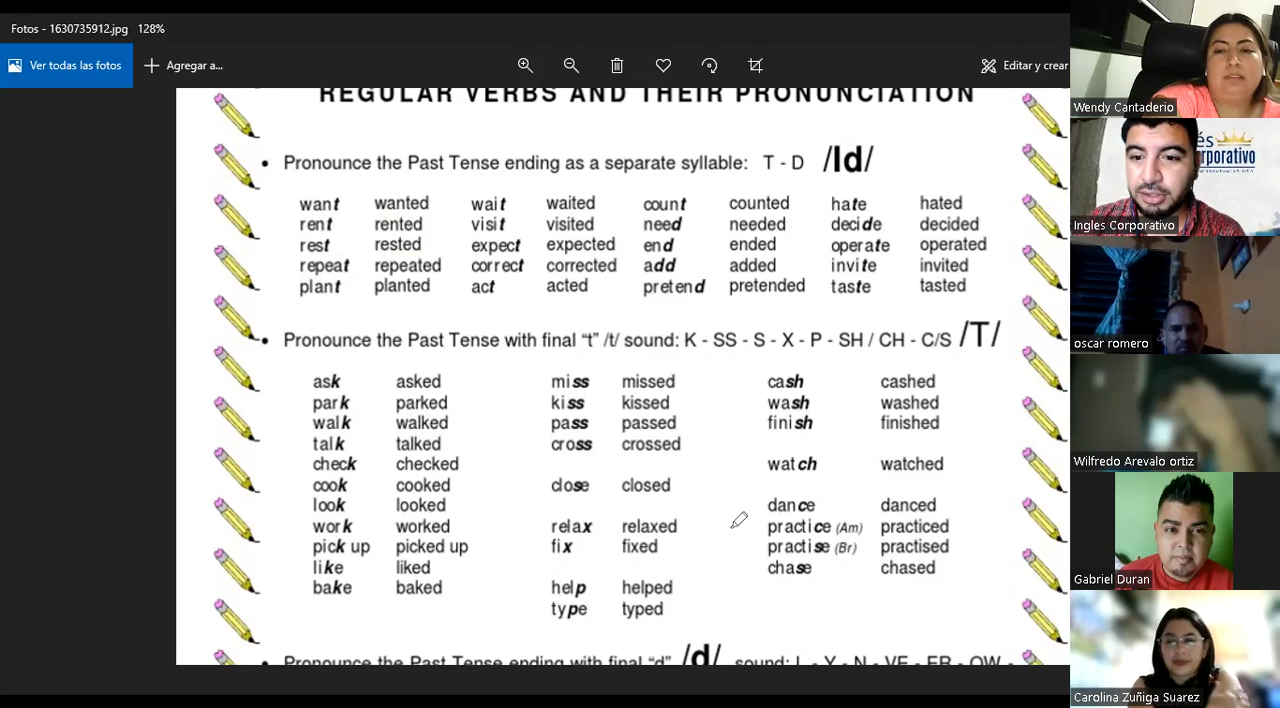 Fotos - 1630735912.jpg 128%
Ver todas las fotos
Agregar a...
Editar y crear
REGULAR VERBS AND THEIR PRONUNCIATION
• Pronounce the Past Tense ending as a separate syllable: T - D /Id/
want wanted wait waited count counted hate hated
rent rented visit visited need needed decide decided
rest rested expect expected end ended operate operated
repeat repeated correct corrected add added invite invited
plant planted act acted pretend pretended taste tasted
• Pronounce the Past Tense with final “t” /t/ sound: K - SS - S - X - P - SH / CH - C/S /T/
ask asked miss missed cash cashed
park parked kiss kissed wash washed
walk walked pass passed finish finished
talk talked cross crossed
check checked watch watched
cook cooked close closed
look looked dance danced
work worked relax relaxed practice (Am) practiced
pick up picked up fix fixed practise (Br) practised
like liked chase chased
bake baked help helped
type typed
• Pronounce the Past Tense ending with final “d” /d/ sound: L - Y - N - VE - ER - OW -
Wendy Cantaderio
és
orporativo
Ingles Corporativo
oscar romero
Wilfredo Arevalo ortiz
Gabriel Duran
Carolina Zuñiga Suarez